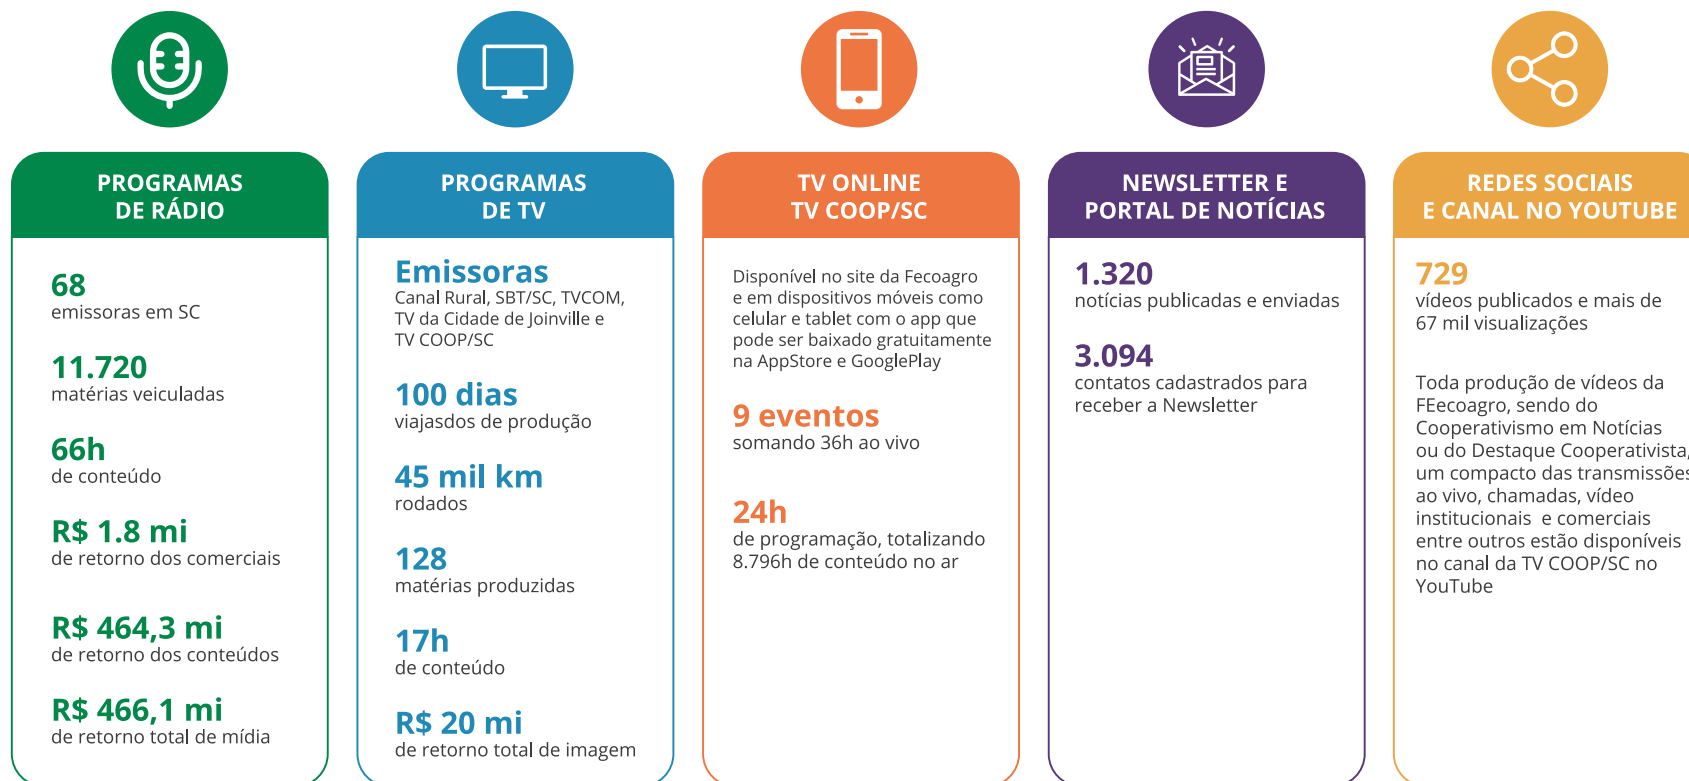 PROGRAMAS
DE RÁDIO
68
emissoras em SC
11.720
matérias veiculadas
66h
de conteúdo
R$ 1.8 mi
de retorno dos comerciais
R$ 464,3 mi
de retorno dos conteúdos
R$ 466,1 mi
de retorno total de mídia
PROGRAMAS
DE TV
Emissoras
Canal Rural, SBT/SC, TVCOM,
TV da Cidade de Joinville e
TV COOP/SC
100 dias
viajasdos de produção
45 mil km
rodados
128
matérias produzidas
17h
de conteúdo
R$ 20 mi
de retorno total de imagem
TV ONLINE
TV COOP/SC
Disponível no site da Fecoagro
e em dispositivos móveis como
celular e tablet com o app que
pode ser baixado gratuitamente
na AppStore e GooglePlay
9 eventos
somando 36h ao vivo
24h
de programação, totalizando
8.796h de conteúdo no ar
NEWSLETTER E
PORTAL DE NOTÍCIAS
1.320
notícias publicadas e enviadas
3.094
contatos cadastrados para
receber a Newsletter
REDES SOCIAIS
E CANAL NO YOUTUBE
729
vídeos publicados e mais de
67 mil visualizações
Toda produção de vídeos da
FEecoagro, sendo do
Cooperativismo em Notícias
ou do Destaque Cooperativista,
um compacto das transmissões
ao vivo, chamadas, vídeo
institucionais e comerciais
entre outros estão disponíveis
no canal da TV COOP/SC no
YouTube